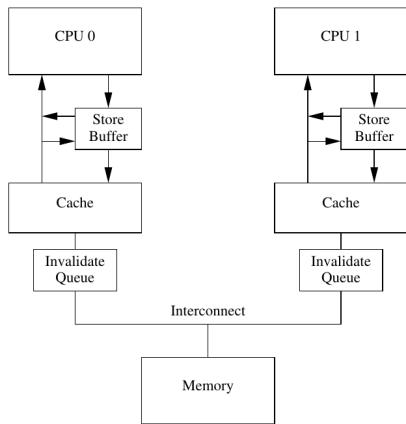 CPU 0
CPU 1
Store
Buffer
Store
Buffer
Cache
Cache
Invalidate
Queue
Invalidate
Queue
Interconnect
Memory